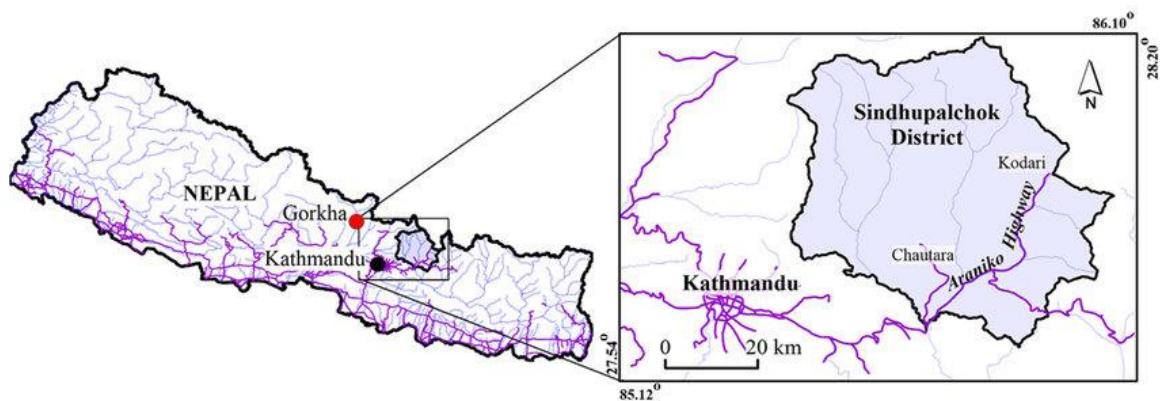 NEPAL
Gorkha
Kathmandu
86.10°
28.20°
N
Sindhupalchok
District
Kodari
Araniko Highway
Chautara
Kathmandu
0 20 km
27.54°
85.12°